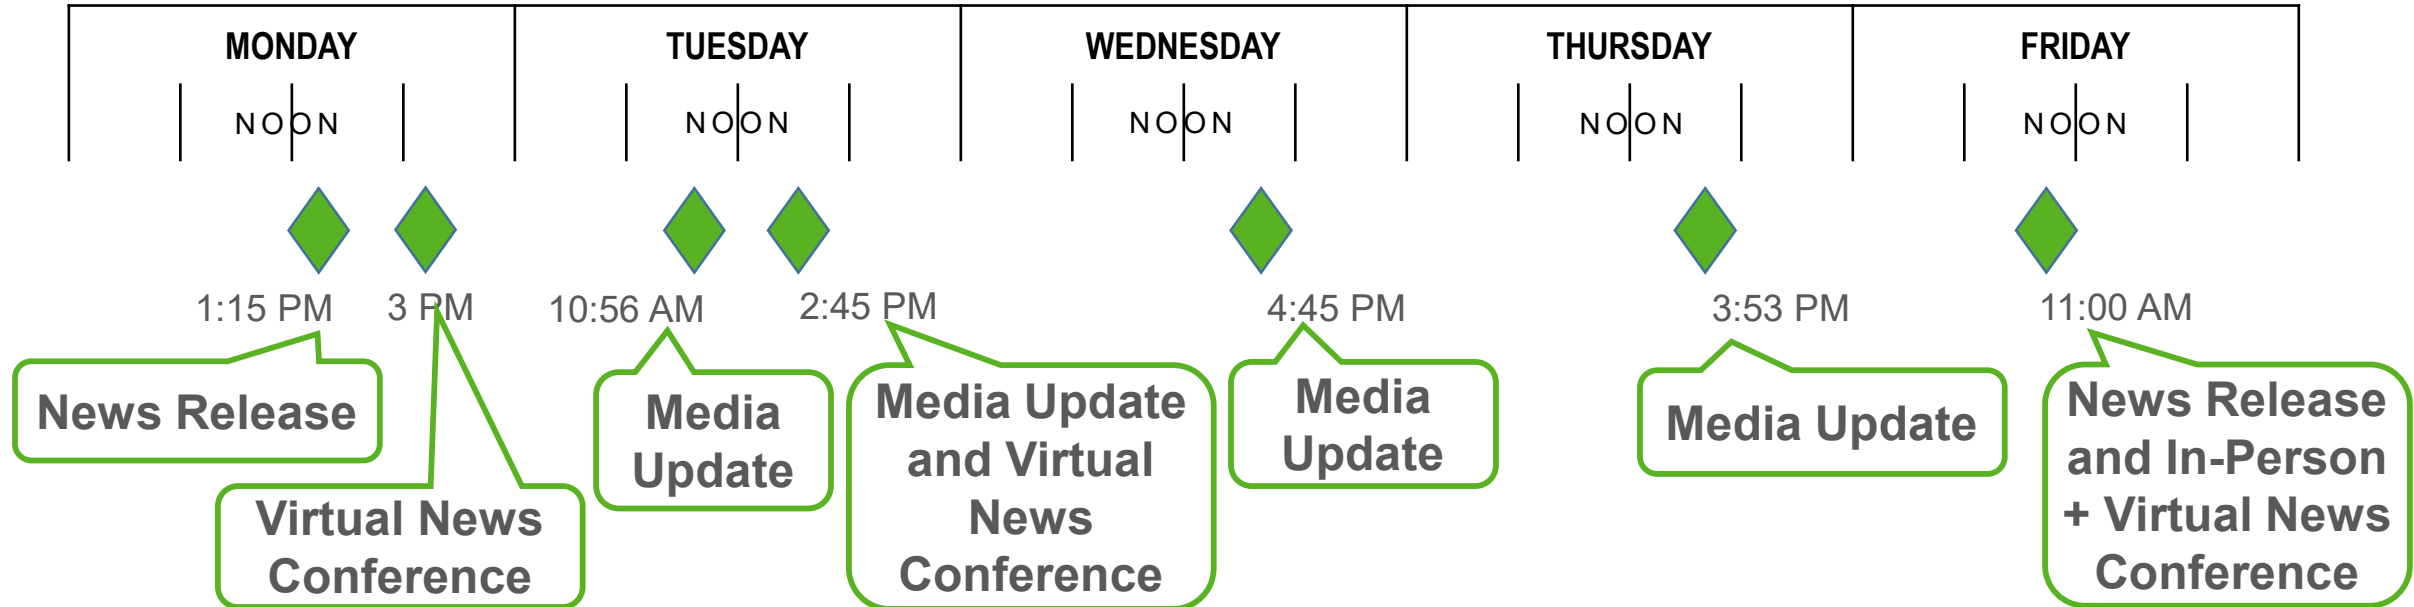 MONDAY TUESDAY WEDNESDAY THURSDAY FRIDAY
NOON NOON NOON NOON NOON
1:15 PM 3 PM 10:56 AM 2:45 PM 4:45 PM 3:53 PM 11:00 AM
News Release
Virtual News
Conference
Media
Update
Media Update
and Virtual
News
Conference
Media
Update
Media Update
News Release
and In-Person
+ Virtual News
Conference